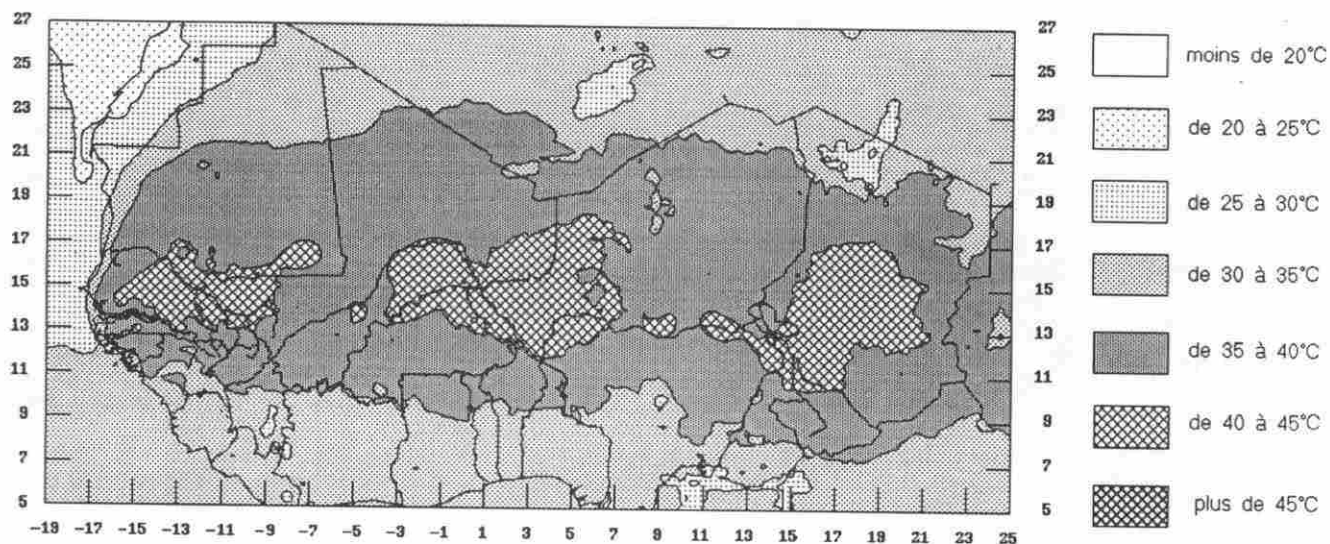 27 27
25 25
23 23
21 21
19 19
17 17
15 15
13 13
11 11
9 9
7 7
5 5
-19 -17 -15 -13 -11 -9 -7 -5 -3 -1 1 3 5 7 9 11 13 15 17 19 21 23 25
moins de 20°C
de 20 à 25°C
de 25 à 30°C
de 30 à 35°C
de 35 à 40°C
de 40 à 45°C
plus de 45°C